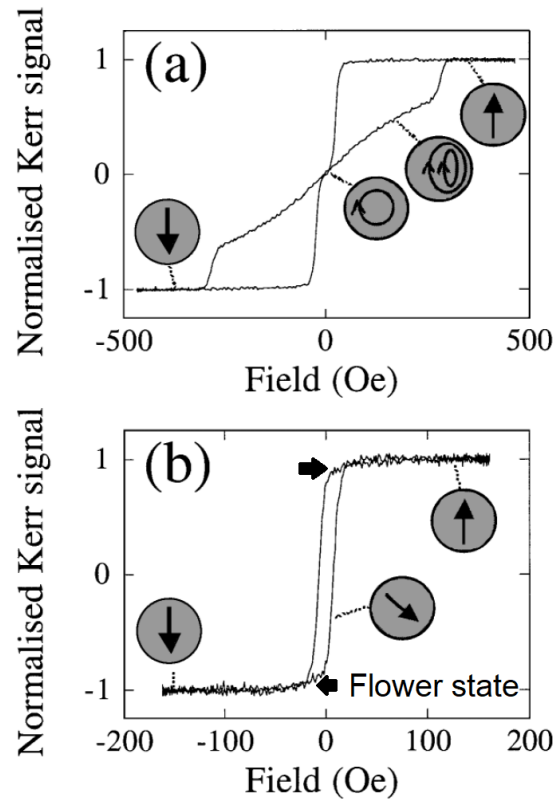 (a)
Normalised Kerr signal
1
0
-1
-500
0
500
Field (Oe)
(b)
Normalised Kerr signal
1
0
-1
Flower state
-200
-100
0
100
200
Field (Oe)